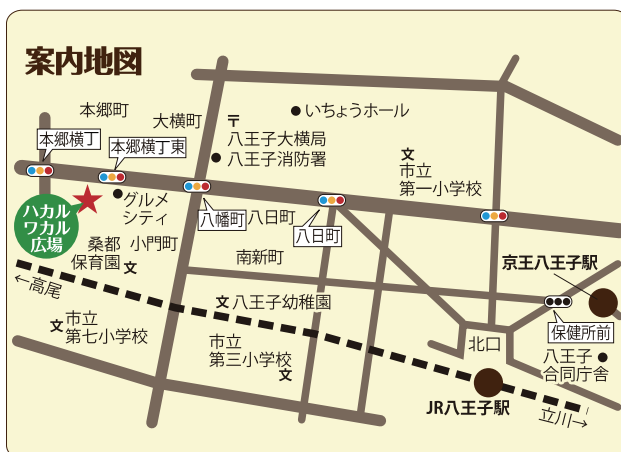 案内地図
本郷町
大横町
〒
八王子大横局
八王子消防署
いちょうホール
本郷横丁
本郷横丁東
文
市立
第一小学校
グルメ
シティ
ハカル
ワカル
広場
八幡町
八日町
八日町
桑都
保育園
文
小門町
南新町
京王八王子駅
←高尾
文八王子幼稚園
保健所前
文市立
第七小学校
市立
第三小学校
文
北口
八王子
合同庁舎
JR八王子駅
立川→